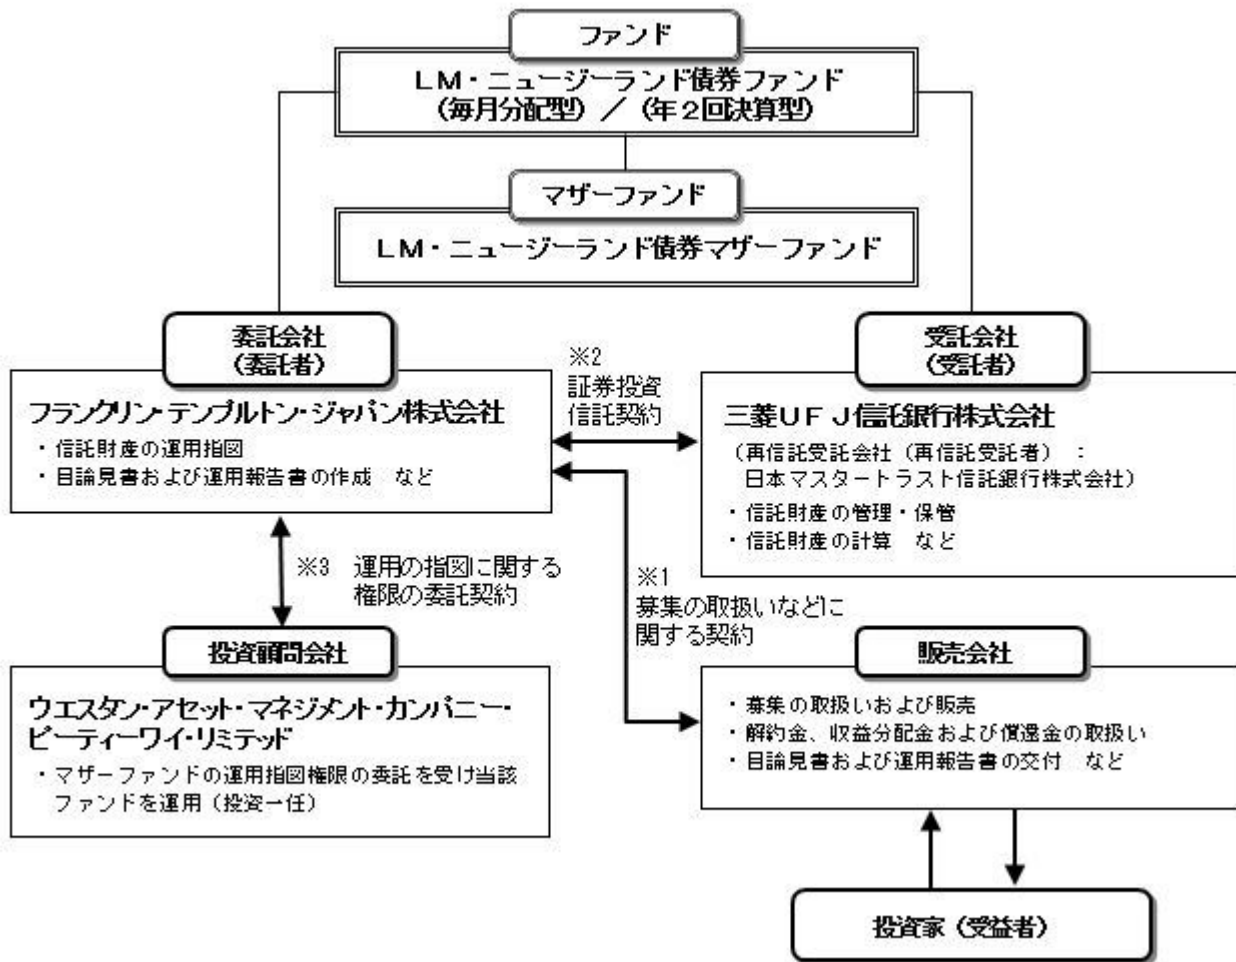 ファンド
LM・ニュージーランド債券ファンド
(毎月分配型) / (年2回決算型)
マザーファンド
LM・ニュージーランド債券マザーファンド
委託会社
(委託者)
フランクリン・テンプルトン・ジャパン株式会社
・信託財産の運用指図
・目論見書および運用報告書の作成 など
※2
証券投資
信託契約
受託会社
(受託者)
三菱UFJ信託銀行株式会社
(再信託受託会社(再信託受託者):
日本マスタートラスト信託銀行株式会社)
・信託財産の管理・保管
・信託財産の計算 など
※3 運用の指図に関する
権限の委託契約
※1
募集の取扱いなどに
関する契約
投資顧問会社
ウエスタン・アセット・マネジメント・カンパニー・
ピーティーワイ・リミテッド
・マザーファンドの運用指図権限の委託を受け当該
ファンドを運用(投資一任)
販売会社
・募集の取扱いおよび販売
・解約金、収益分配金および償還金の取扱い
・目論見書および運用報告書の交付 など
投資家(受益者)